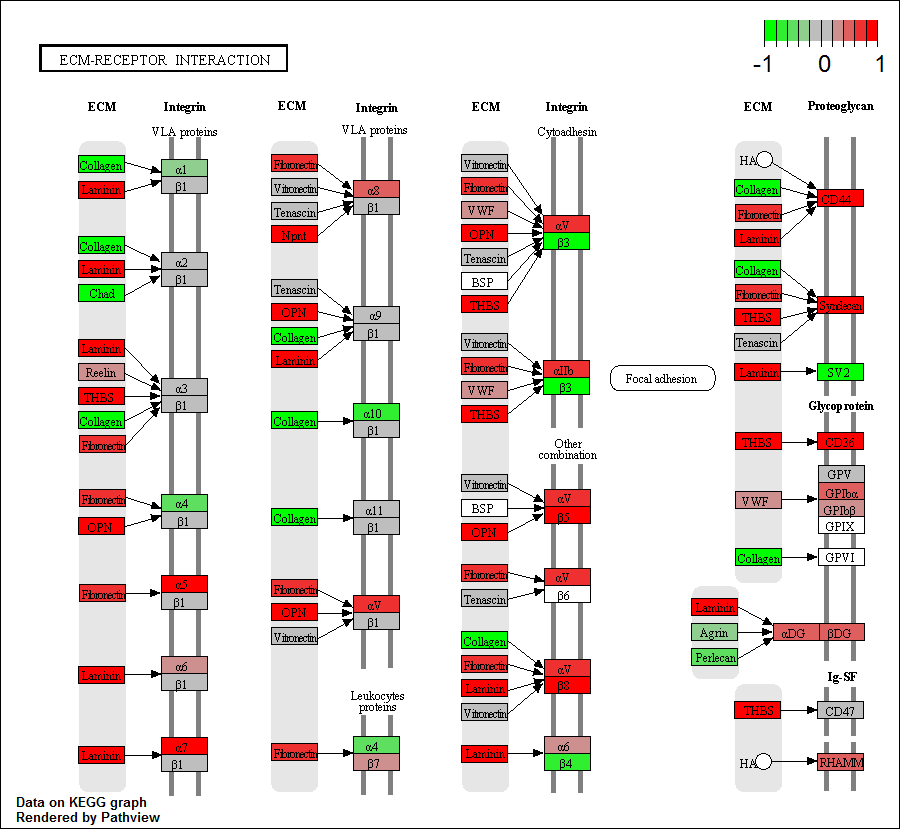 ECM-RECEPTOR INTERACTION
-1 0 1
ECM Integrin
VLA proteins
Collagen
Laminin
α1
β1
Collagen
Laminin
Chad
α2
β1
Laminin
Reelin
THBS
Collagen
Fibronectin
α3
β1
Fibronectin
OPN
α4
β1
Fibronectin
α5
β1
Laminin
α6
β1
Laminin
α7
β1
ECM Integrin
VLA proteins
Fibronectin
Vitronectin
Tenascin
Npnt
α8
β1
Tenascin
OPN
Collagen
Laminin
α9
β1
Collagen
α10
β1
Collagen
α11
β1
Fibronectin
OPN
Vitronectin
αV
β1
Leukocytes
proteins
Fibronectin
α4
β7
ECM Integrin
Cytoadhesin
Vitronectin
Fibronectin
VWF
OPN
Tenascin
BSP
THBS
αV
β3
Vitronectin
Fibronectin
VWF
THBS
αIIb
β3
Other
combination
Vitronectin
BSP
OPN
αV
β5
Fibronectin
Tenascin
αV
β6
Collagen
Fibronectin
Laminin
Vitronectin
αV
β8
Laminin
α6
β4
Focal adhesion
ECM Proteoglycan
HA
Collagen
Fibronectin
Laminin
CD44
Collagen
Fibronectin
THBS
Tenascin
Syndecan
Laminin
SV2
Glycoprotein
THBS
CD36
VWF
GPV
GPIbα
GPIbβ
GPIX
Collagen
GPVI
Laminin
Agrin
Perlecan
αDG
βDG
Ig-SF
THBS
CD47
HA
RHAMM
Data on KEGG graph
Rendered by Pathview